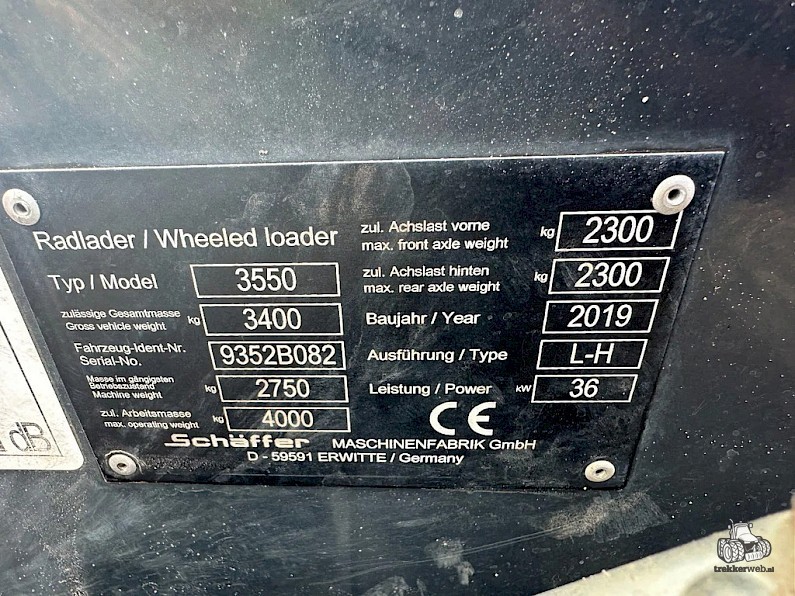 Radlader / Wheeled loader
Typ / Model 3550
zulässige Gesamtmasse
Gross vehicle weight kg 3400
Fahrzeug-Ident-Nr.
Serial-No. 9352B082
Masse im gängigsten
Betriebszustand
Machine weight kg 2750
zul. Arbeitsmasse
max. operating weight kg 4000
zul. Achslast vorne
max. front axle weight kg 2300
zul. Achslast hinten
max. rear axle weight kg 2300
Baujahr / Year 2019
Ausführung / Type L-H
Leistung / Power kW 36
CE
Schäffer MASCHINENFABRIK GmbH
D - 59591 ERWITTE / Germany
dB
trekkerweb.nl